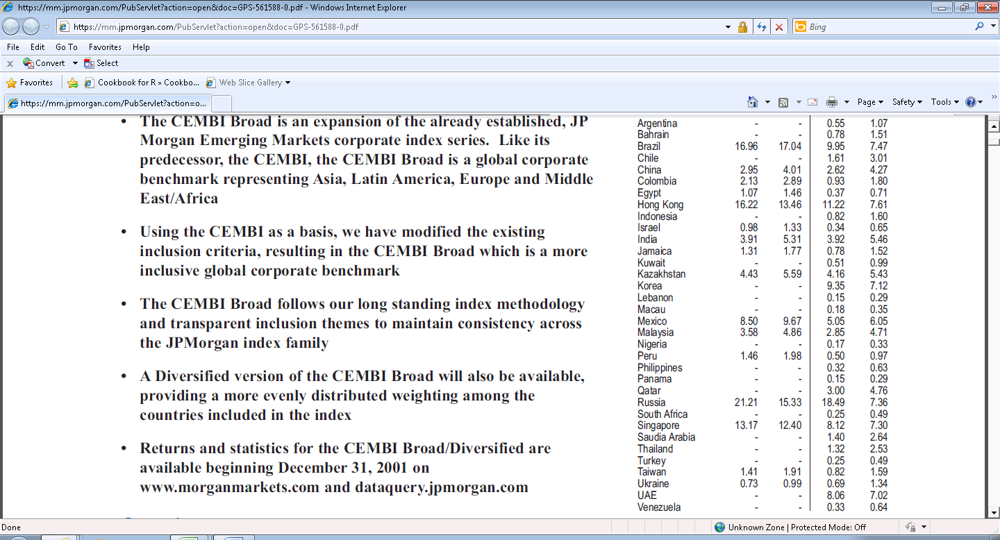 https://mm.jpmorgan.com/PubServlet?action=open&doc=GPS-561588-0.pdf - Windows Internet Explorer
https://mm.jpmorgan.com/PubServlet?action=open&doc=GPS-561588-0.pdf
Bing
File Edit Go To Favorites Help
x Convert Select
Favorites Cookbook for R » Cookbo... Web Slice Gallery
https://mm.jpmorgan.com/PubServlet?action=o... Page Safety Tools »
• The CEMBI Broad is an expansion of the already established, JP
Morgan Emerging Markets corporate index series. Like its
predecessor, the CEMBI, the CEMBI Broad is a global corporate
benchmark representing Asia, Latin America, Europe and Middle
East/Africa
• Using the CEMBI as a basis, we have modified the existing
inclusion criteria, resulting in the CEMBI Broad which is a more
inclusive global corporate benchmark
• The CEMBI Broad follows our long standing index methodology
and transparent inclusion themes to maintain consistency across
the JPMorgan index family
• A Diversified version of the CEMBI Broad will also be available,
providing a more evenly distributed weighting among the
countries included in the index
• Returns and statistics for the CEMBI Broad/Diversified are
available beginning December 31, 2001 on
www.morganmarkets.com and dataquery.jpmorgan.com
Argentina - - 0.55 1.07
Bahrain - - 0.78 1.51
Brazil 16.96 17.04 9.95 7.47
Chile - - 1.61 3.01
China 2.95 4.01 2.62 4.27
Colombia 2.13 2.89 0.93 1.80
Egypt 1.07 1.46 0.37 0.71
Hong Kong 16.22 13.46 11.22 7.61
Indonesia - - 0.82 1.60
Israel 0.98 1.33 0.34 0.65
India 3.91 5.31 3.92 5.46
Jamaica 1.31 1.77 0.78 1.52
Kuwait - - 0.51 0.99
Kazakhstan 4.43 5.59 4.16 5.43
Korea - - 9.35 7.12
Lebanon - - 0.15 0.29
Macau - - 0.18 0.35
Mexico 8.50 9.67 5.05 6.05
Malaysia 3.58 4.86 2.85 4.71
Nigeria - - 0.17 0.33
Peru 1.46 1.98 0.50 0.97
Philippines - - 0.32 0.63
Panama - - 0.15 0.29
Qatar - - 3.00 4.76
Russia 21.21 15.33 18.49 7.36
South Africa - - 0.25 0.49
Singapore 13.17 12.40 8.12 7.30
Saudia Arabia - - 1.40 2.64
Thailand - - 1.32 2.53
Turkey - - 0.25 0.49
Taiwan 1.41 1.91 0.82 1.59
Ukraine 0.73 0.99 0.69 1.34
UAE - - 8.06 7.02
Venezuela - - 0.33 0.64
Done Unknown Zone | Protected Mode: Off